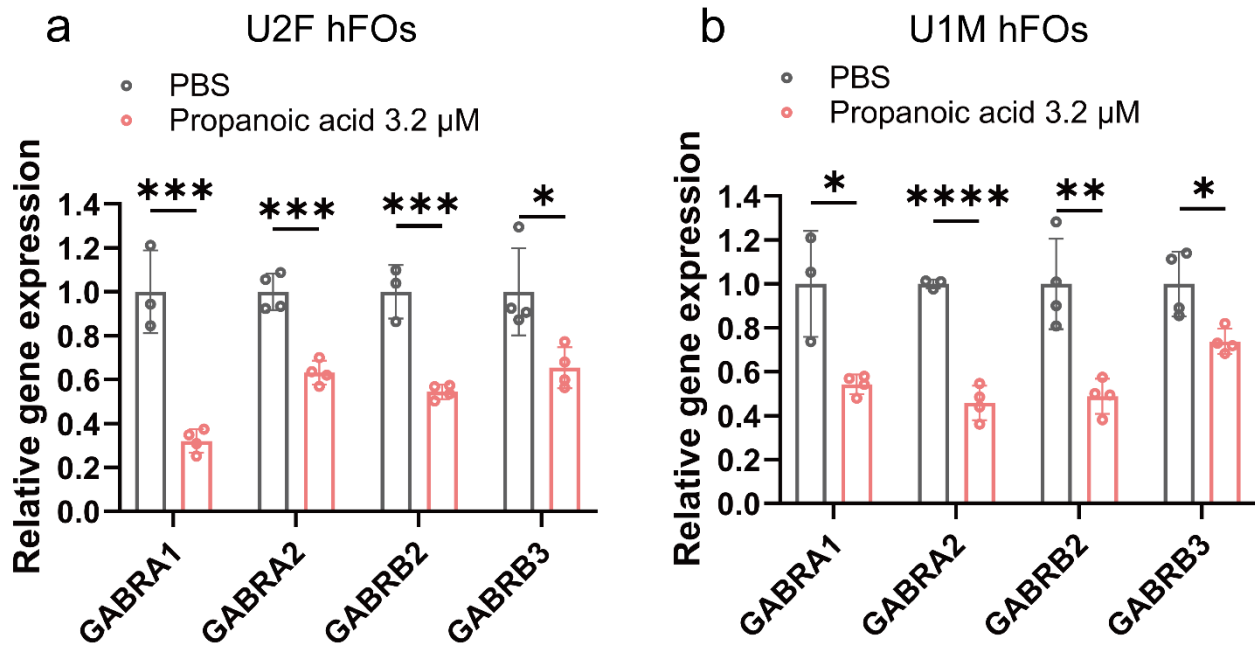 a
U2F hFOs
PBS
Propanoic acid 3.2 µM
Relative gene expression
*** *** *** *
1.4
1.2
1.0
0.8
0.6
0.4
0.2
0.0
GABRA1
GABRA2
GABRB2
GABRB3
b
U1M hFOs
PBS
Propanoic acid 3.2 µM
Relative gene expression
* **** ** *
1.4
1.2
1.0
0.8
0.6
0.4
0.2
0.0
GABRA1
GABRA2
GABRB2
GABRB3